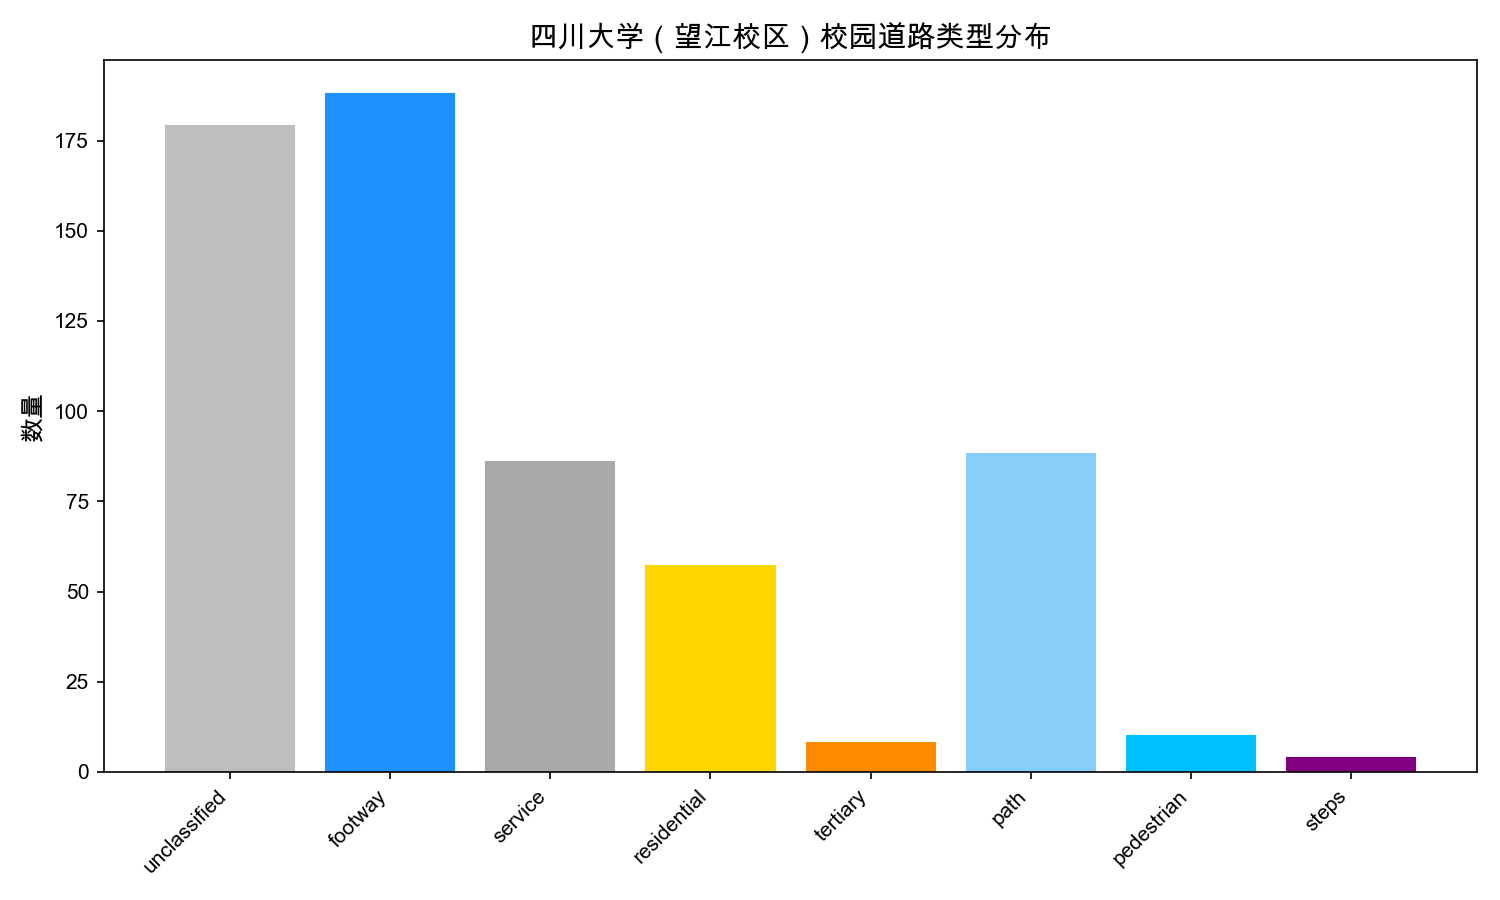 四川大学（望江校区）校园道路类型分布
数量
175
150
125
100
75
50
25
0
unclassified
footway
service
residential
tertiary
path
pedestrian
steps